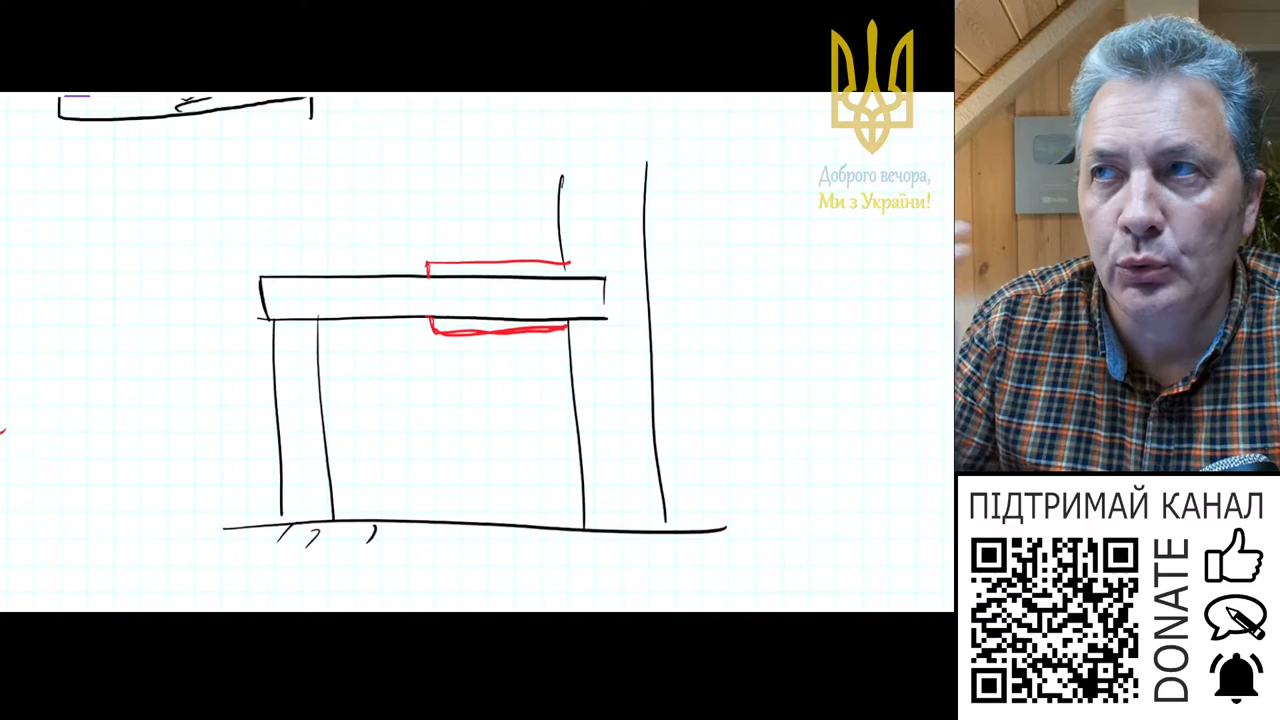 Доброго вечора,
Ми з України!
ПІДТРИМАЙ КАНАЛ
DONATE